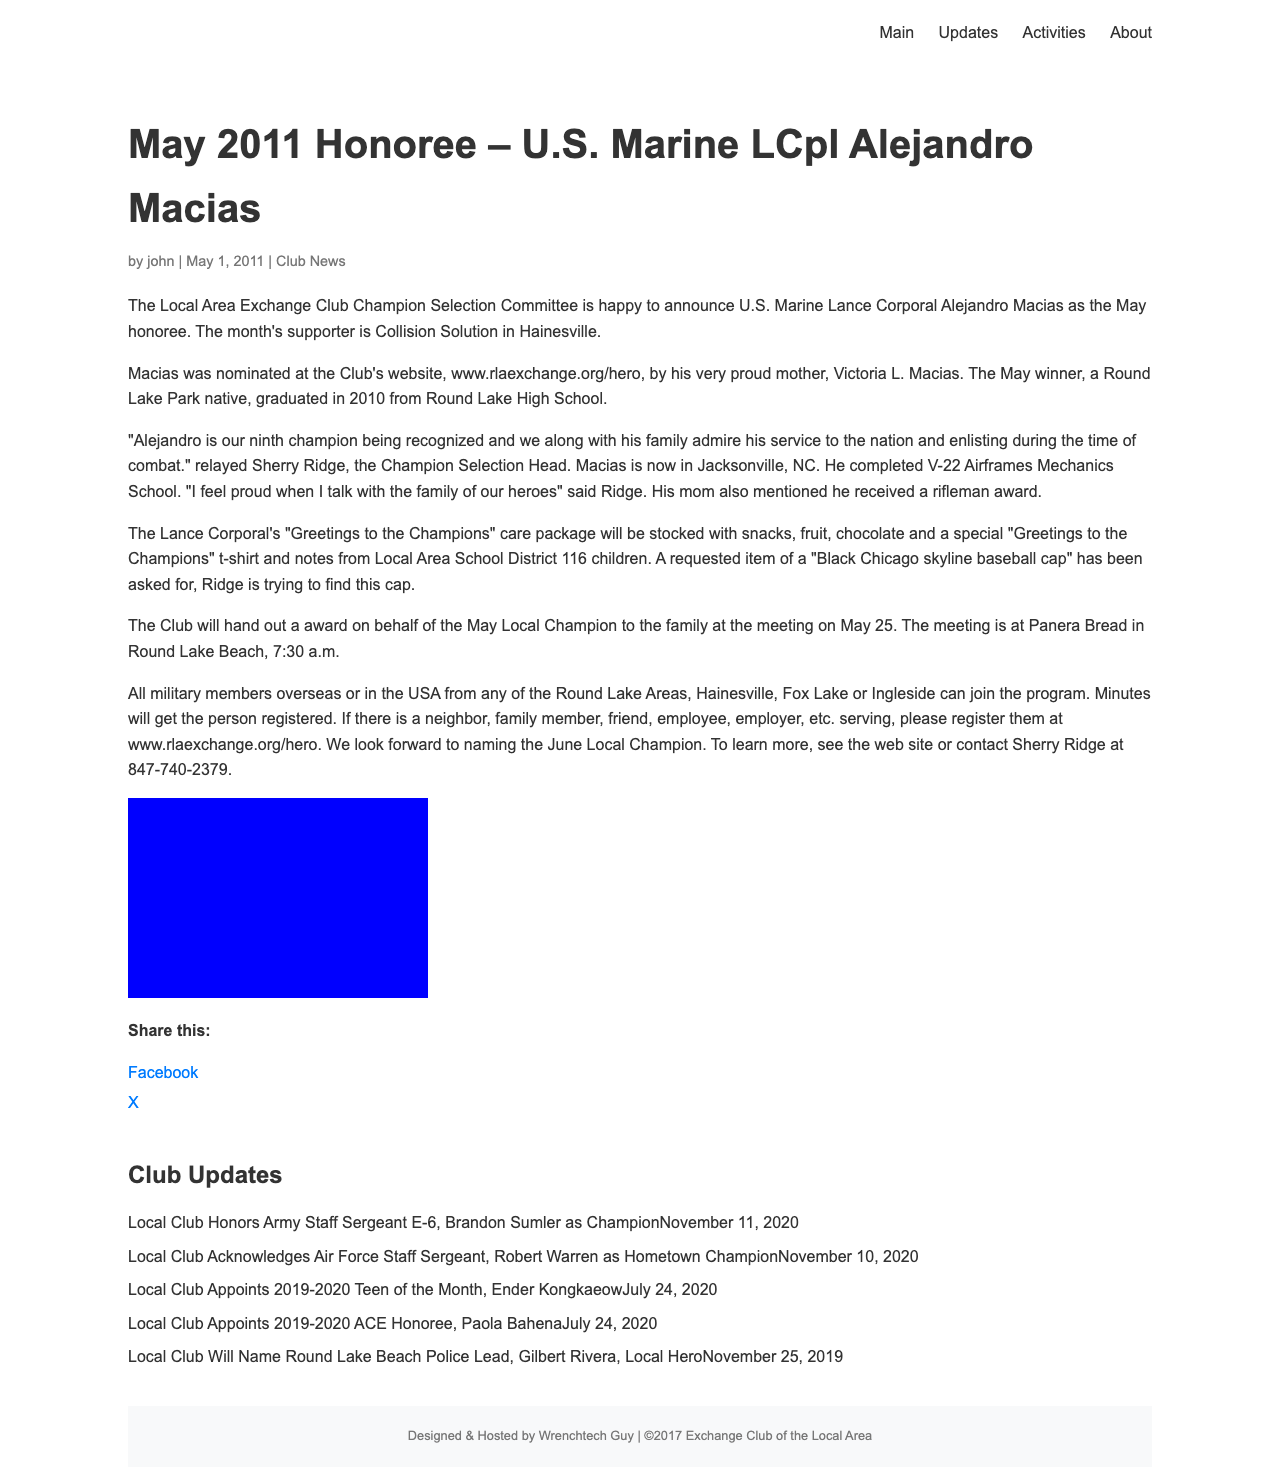 Main Updates Activities About
May 2011 Honoree – U.S. Marine LCpl Alejandro
Macias
by john | May 1, 2011 | Club News
The Local Area Exchange Club Champion Selection Committee is happy to announce U.S. Marine Lance Corporal Alejandro Macias as the May
honoree. The month's supporter is Collision Solution in Hainesville.
Macias was nominated at the Club's website, www.rlaexchange.org/hero, by his very proud mother, Victoria L. Macias. The May winner, a Round
Lake Park native, graduated in 2010 from Round Lake High School.
"Alejandro is our ninth champion being recognized and we along with his family admire his service to the nation and enlisting during the time of
combat." relayed Sherry Ridge, the Champion Selection Head. Macias is now in Jacksonville, NC. He completed V-22 Airframes Mechanics
School. "I feel proud when I talk with the family of our heroes" said Ridge. His mom also mentioned he received a rifleman award.
The Lance Corporal's "Greetings to the Champions" care package will be stocked with snacks, fruit, chocolate and a special "Greetings to the
Champions" t-shirt and notes from Local Area School District 116 children. A requested item of a "Black Chicago skyline baseball cap" has been
asked for, Ridge is trying to find this cap.
The Club will hand out a award on behalf of the May Local Champion to the family at the meeting on May 25. The meeting is at Panera Bread in
Round Lake Beach, 7:30 a.m.
All military members overseas or in the USA from any of the Round Lake Areas, Hainesville, Fox Lake or Ingleside can join the program. Minutes
will get the person registered. If there is a neighbor, family member, friend, employee, employer, etc. serving, please register them at
www.rlaexchange.org/hero. We look forward to naming the June Local Champion. To learn more, see the web site or contact Sherry Ridge at
847-740-2379.
Share this:
Facebook
X
Club Updates
Local Club Honors Army Staff Sergeant E-6, Brandon Sumler as ChampionNovember 11, 2020
Local Club Acknowledges Air Force Staff Sergeant, Robert Warren as Hometown ChampionNovember 10, 2020
Local Club Appoints 2019-2020 Teen of the Month, Ender KongkaeowJuly 24, 2020
Local Club Appoints 2019-2020 ACE Honoree, Paola BahenaJuly 24, 2020
Local Club Will Name Round Lake Beach Police Lead, Gilbert Rivera, Local HeroNovember 25, 2019
Designed & Hosted by Wrenchtech Guy | ©2017 Exchange Club of the Local Area